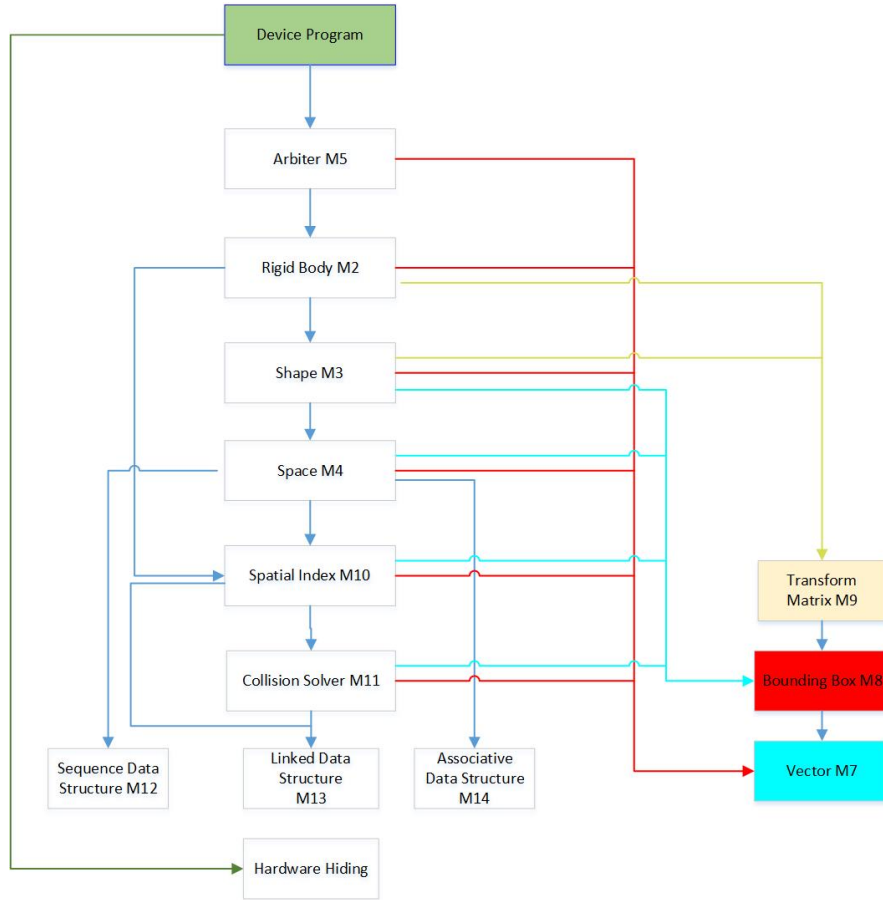 Device Program
Arbiter M5
Rigid Body M2
Shape M3
Space M4
Spatial Index M10
Transform
Matrix M9
Collision Solver M11
Bounding Box M8
Sequence Data
Structure M12
Linked Data
Structure
M13
Associative
Data Structure
M14
Vector M7
Hardware Hiding